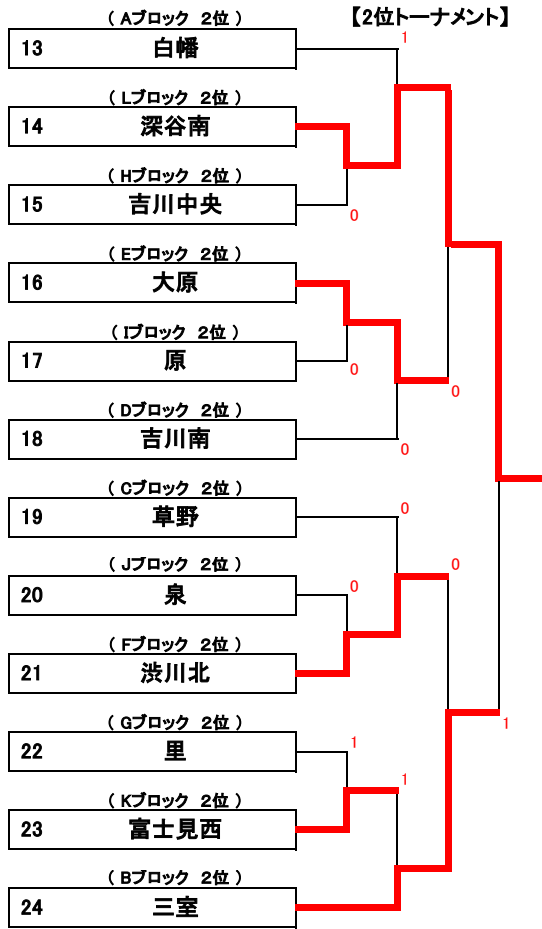 【2位トーナメント】
( Aブロック 2位 )
13 白幡
1
( Lブロック 2位 )
14 深谷南
( Hブロック 2位 )
15 吉川中央
0
( Eブロック 2位 )
16 大原
( Iブロック 2位 )
17 原
0
0
( Dブロック 2位 )
18 吉川南
0
( Cブロック 2位 )
19 草野
0
( Jブロック 2位 )
0
20 泉
0
( Fブロック 2位 )
21 渋川北
( Gブロック 2位 )
22 里
1
1
( Kブロック 2位 )
23 富士見西
1
( Bブロック 2位 )
24 三室